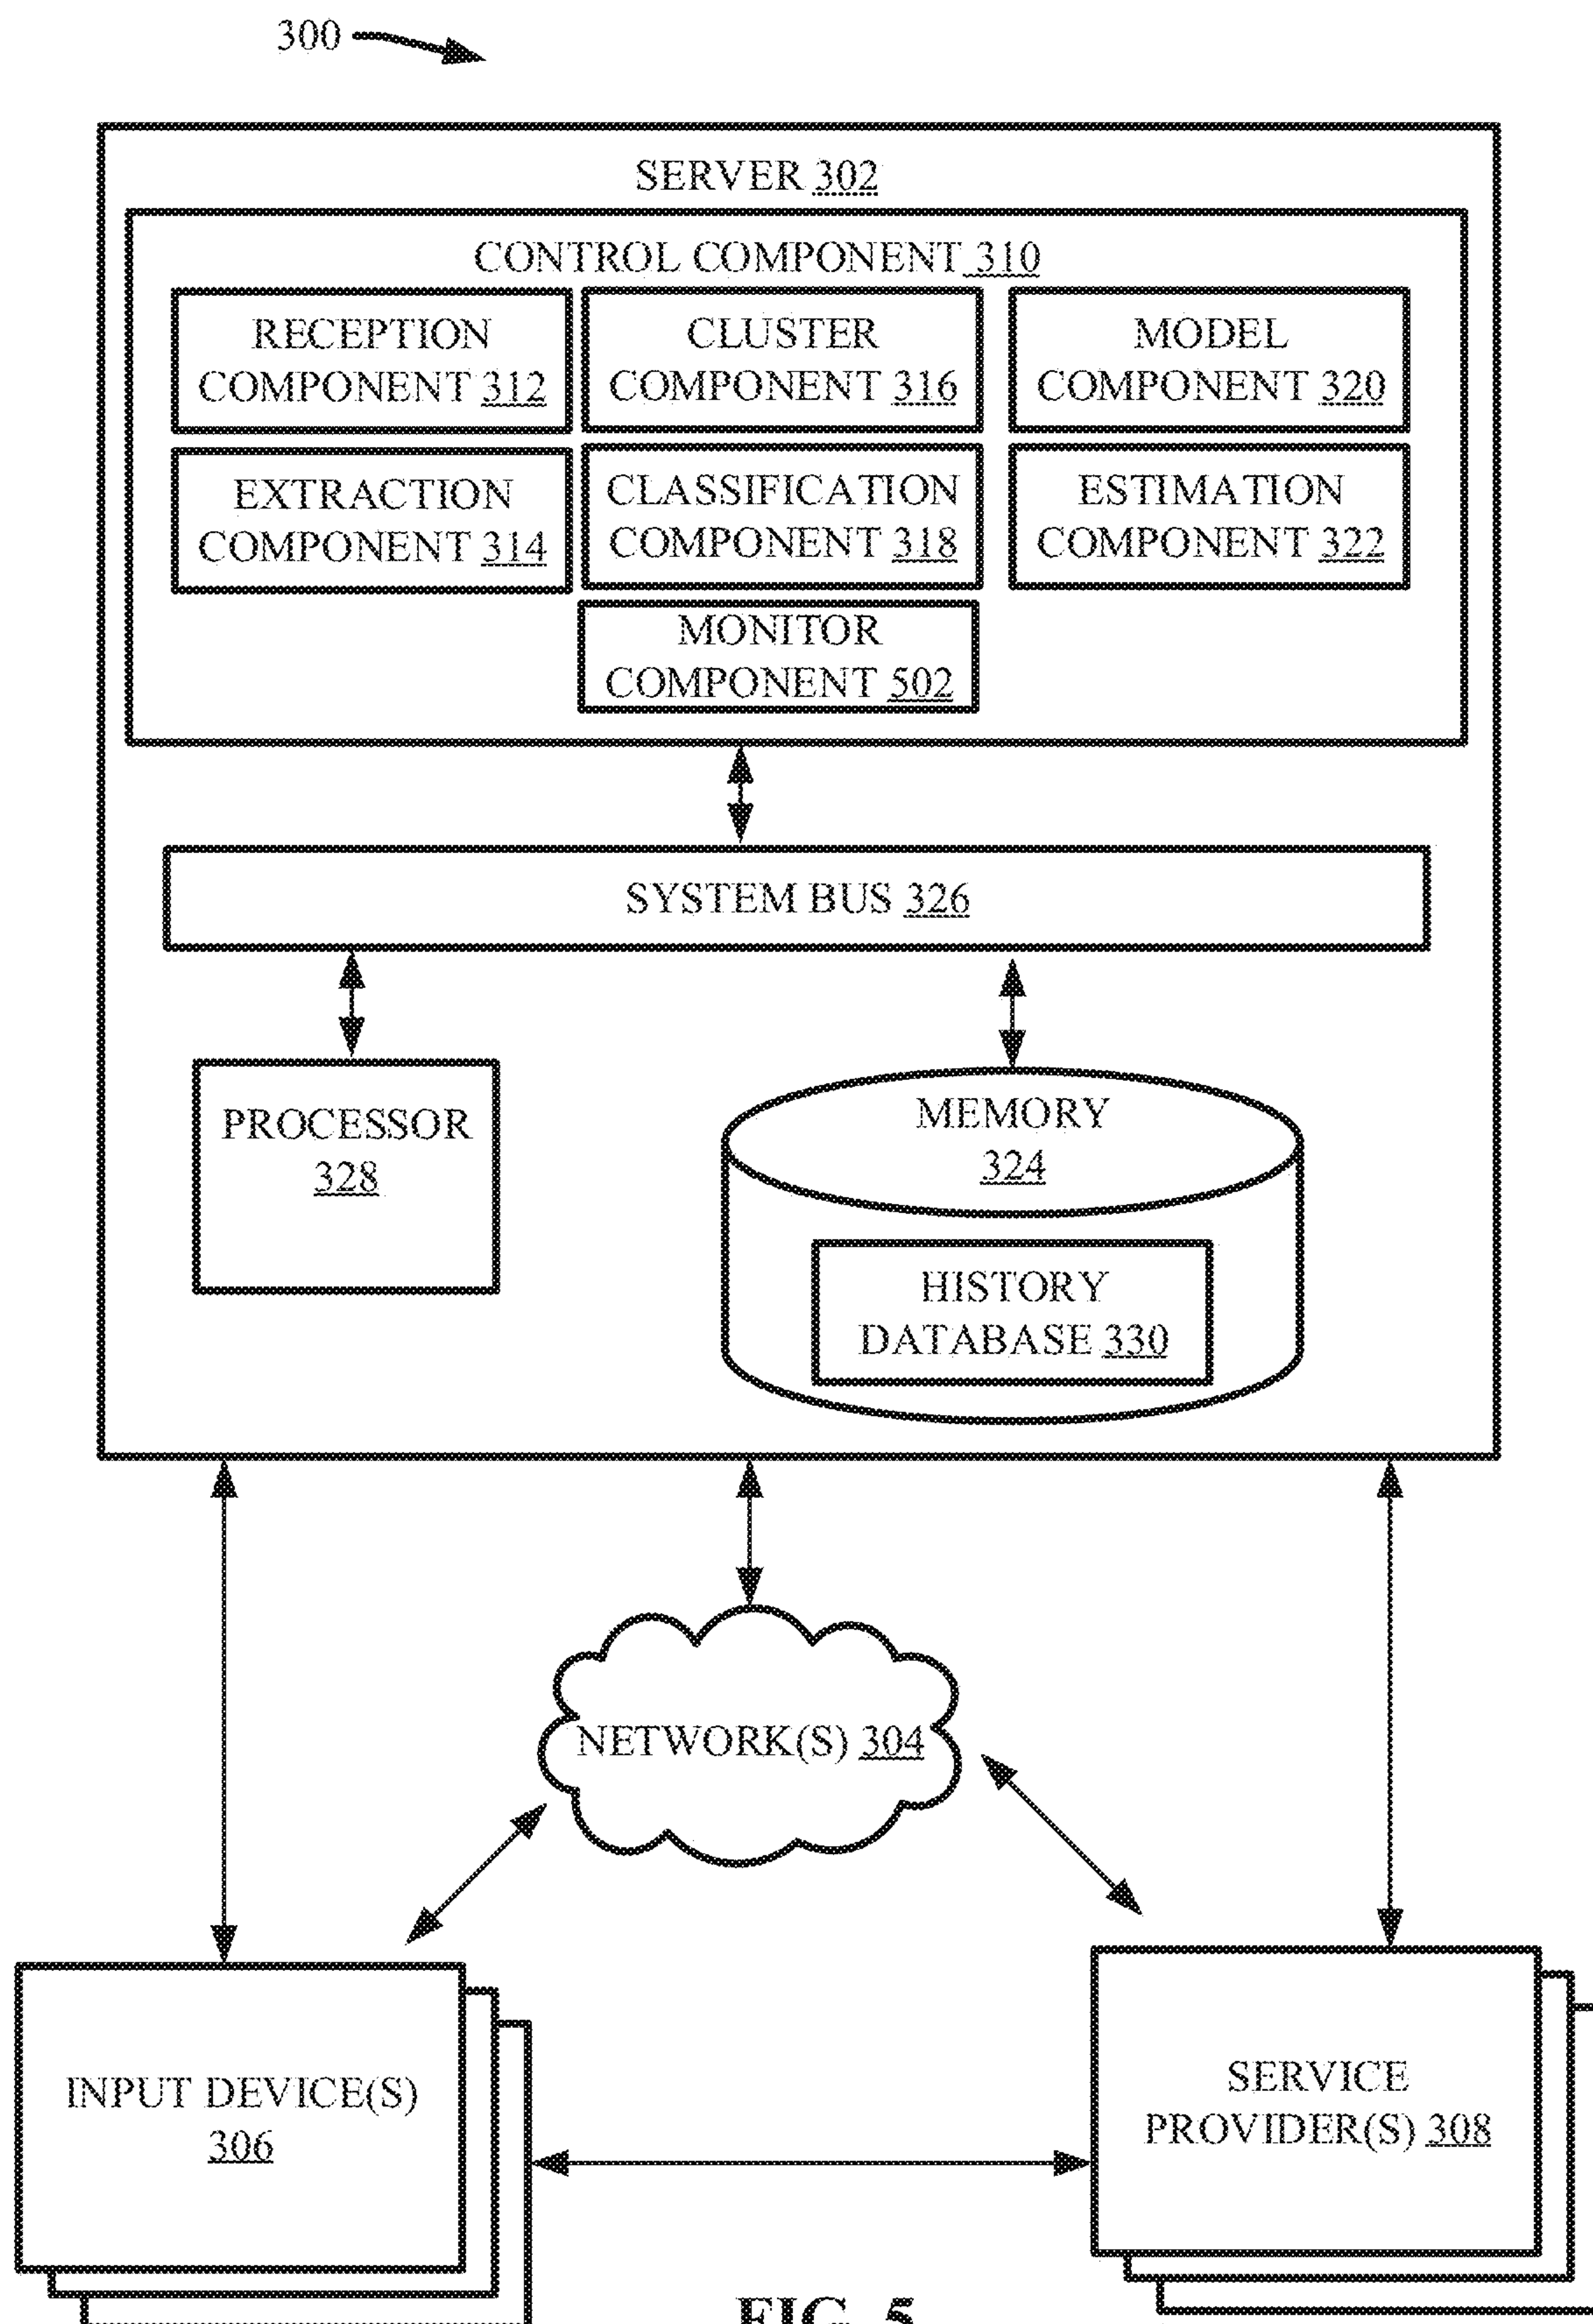 300
SERVER 302
CONTROL COMPONENT 310
RECEPTION
COMPONENT 312
CLUSTER
COMPONENT 316
MODEL
COMPONENT 320
EXTRACTION
COMPONENT 314
CLASSIFICATION
COMPONENT 318
ESTIMATION
COMPONENT 322
MONITOR
COMPONENT 502
SYSTEM BUS 326
PROCESSOR
328
MEMORY
324
HISTORY
DATABASE 330
NETWORK(S) 304
INPUT DEVICE(S)
306
SERVICE
PROVIDER(S) 308
FIG. 5